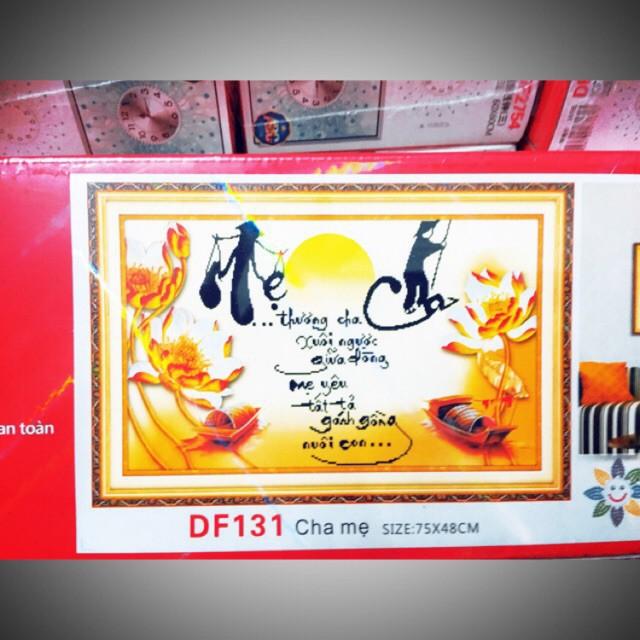 F2754
an toàn
Mẹ Cha
...thương cha
Xuôi ngược
giữa dòng
mẹ yêu
tất tả
gánh gồng
nuôi con...
DF131 Cha mẹ SIZE:75X48CM